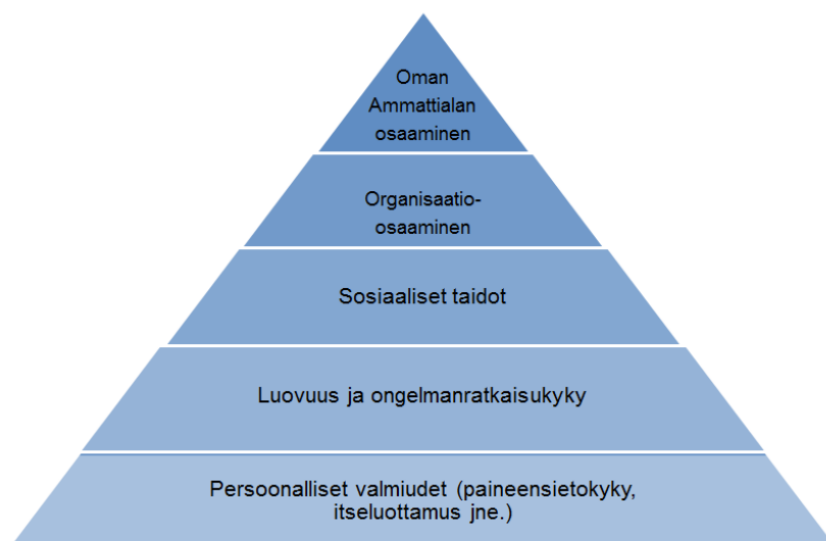 Oman
Ammattialan
osaaminen
Organisaatio-
osaaminen
Sosiaaliset taidot
Luovuus ja ongelmanratkaisukyky
Persoonalliset valmiudet (paineensietokyky,
itseluottamus jne.)